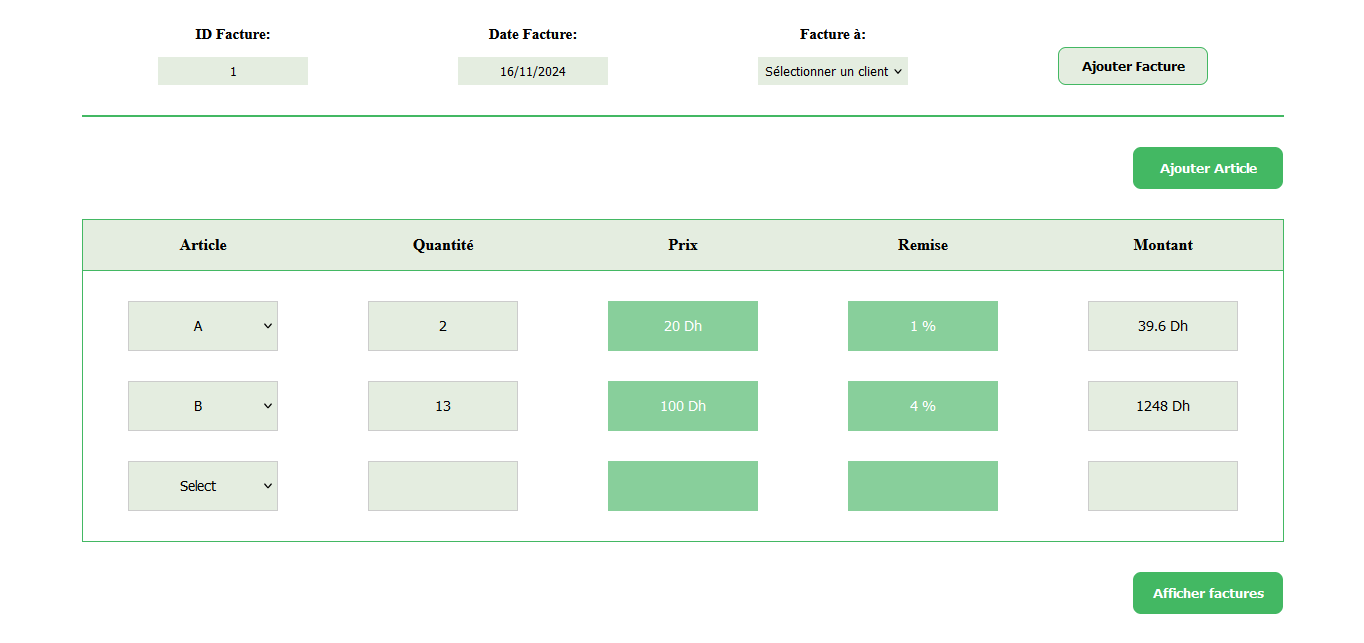 ID Facture: Date Facture: Facture à:
1 16/11/2024 Sélectionner un client Ajouter Facture
Ajouter Article
Article Quantité Prix Remise Montant
A 2 20 Dh 1 % 39.6 Dh
B 13 100 Dh 4 % 1248 Dh
Select
Afficher factures